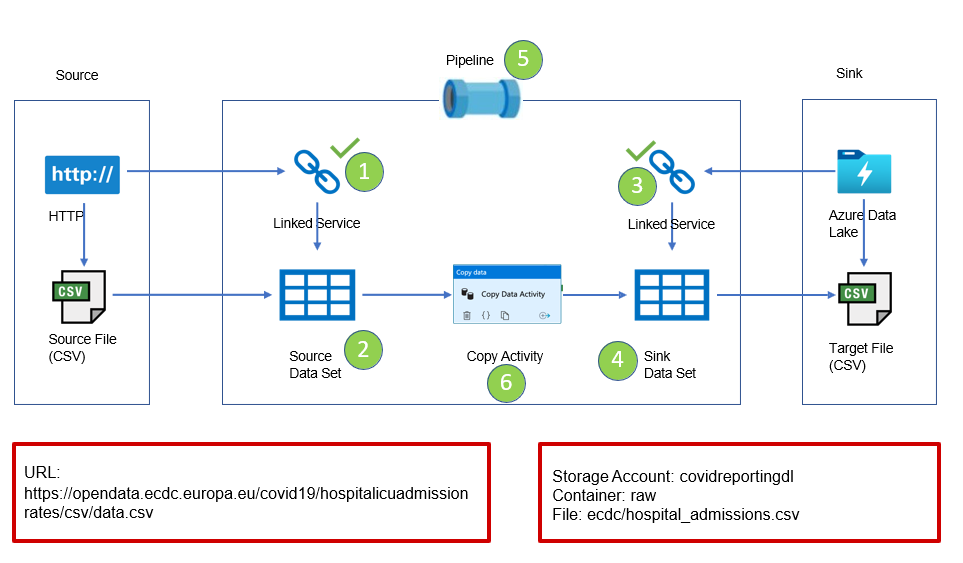 Pipeline
5
Source
Sink
http://
1
3
HTTP
Linked Service
Linked Service
Azure Data
Lake
CSV
Copy data
Copy Data Activity
{}
CSV
Source File
(CSV)
Source
Data Set
2
Copy Activity
6
4
Sink
Data Set
Target File
(CSV)
URL:
https://opendata.ecdc.europa.eu/covid19/hospitalicuadmission
rates/csv/data.csv
Storage Account: covidreportingdl
Container: raw
File: ecdc/hospital_admissions.csv